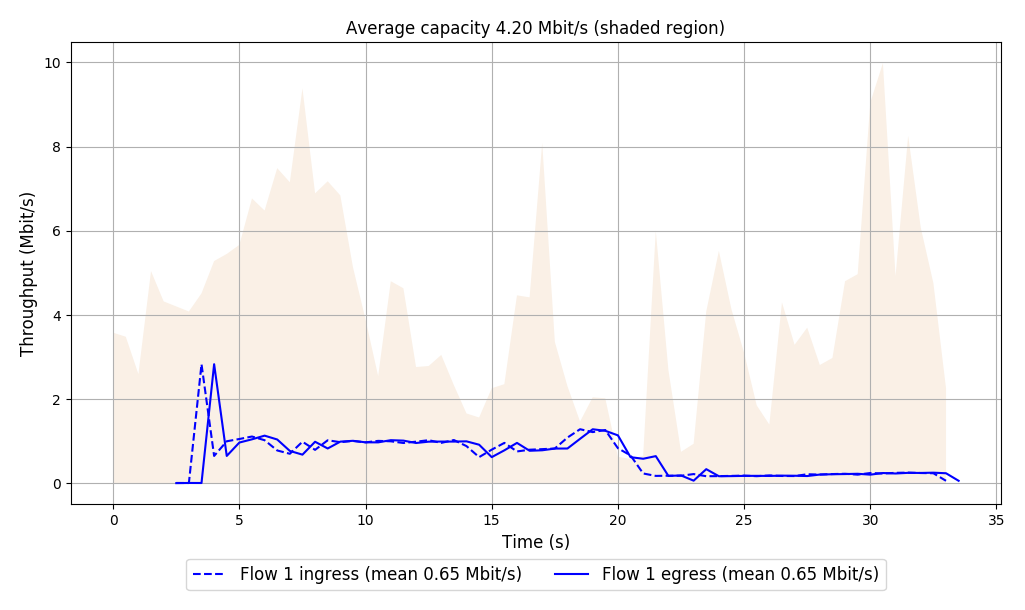 Average capacity 4.20 Mbit/s (shaded region)
Throughput (Mbit/s)
10
8
6
4
2
0
0 5 10 15 20 25 30 35
Time (s)
Flow 1 ingress (mean 0.65 Mbit/s) Flow 1 egress (mean 0.65 Mbit/s)